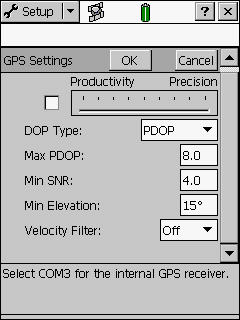 Setup ? X
GPS Settings OK Cancel
Productivity Precision
DOP Type: PDOP
Max PDOP: 8.0
Min SNR: 4.0
Min Elevation: 15°
Velocity Filter: Off
Select COM3 for the internal GPS receiver.